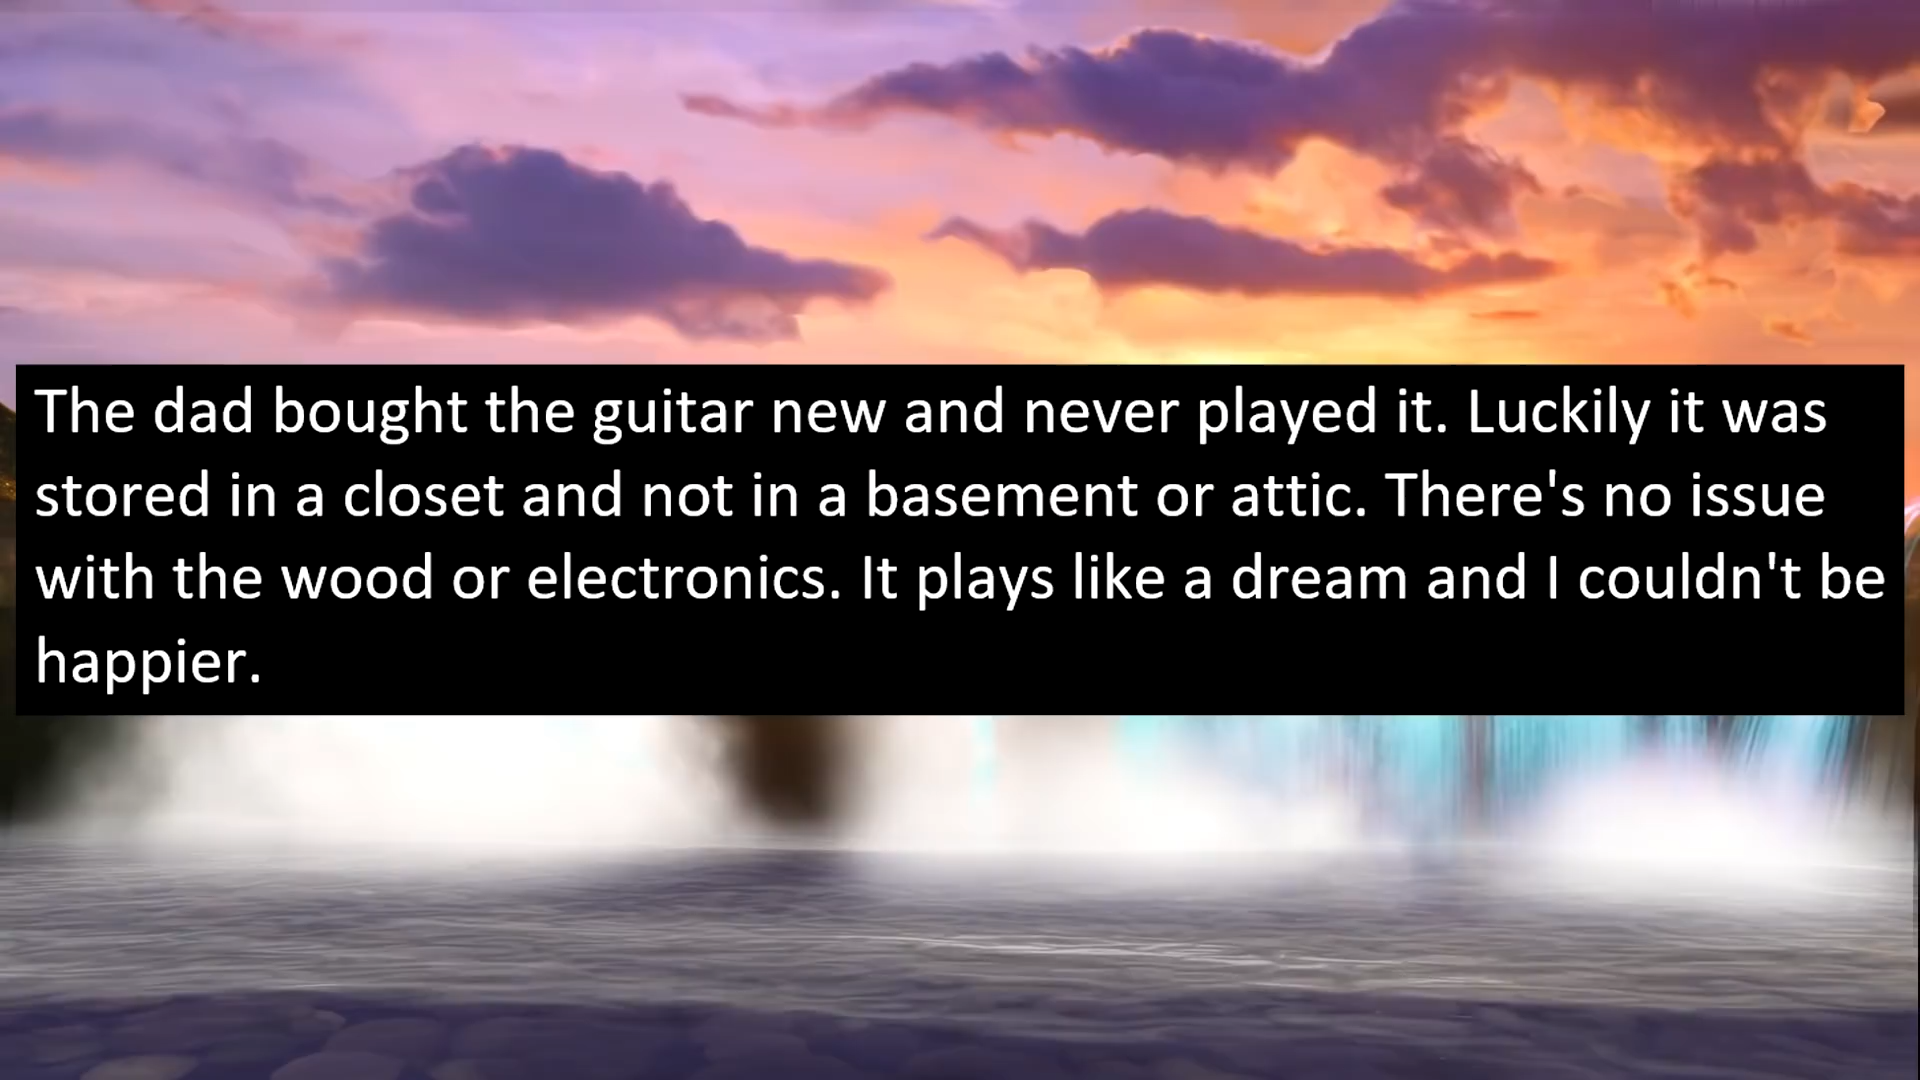 The dad bought the guitar new and never played it. Luckily it was
stored in a closet and not in a basement or attic. There's no issue
with the wood or electronics. It plays like a dream and I couldn't be
happier.